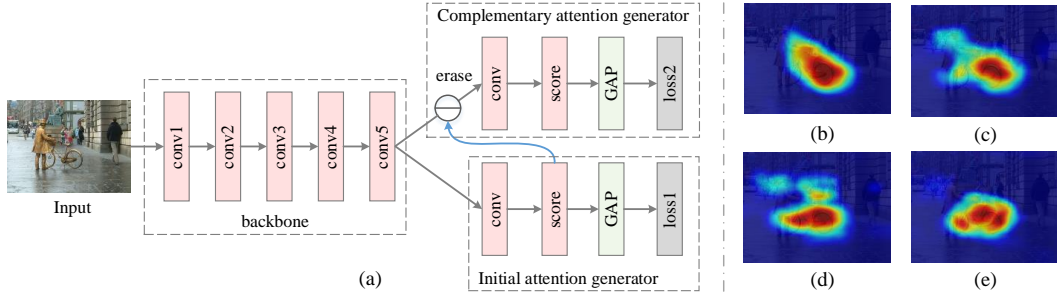 Complementary attention generator
erase
conv
score
GAP
loss2
conv1
conv2
conv3
conv4
conv5
Input
backbone
conv
score
GAP
loss1
(a)
Initial attention generator
(b)
(c)
(d)
(e)